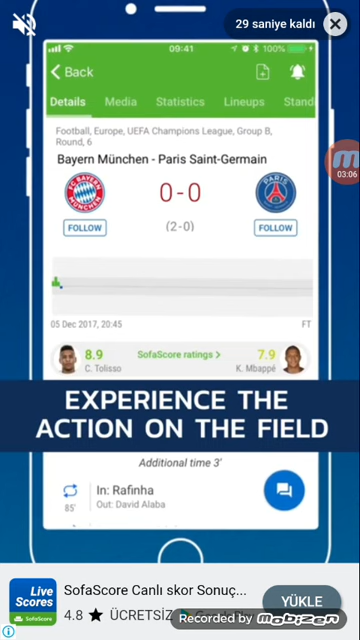 29 saniye kaldı
09:41
100%
Back
Details Media Statistics Lineups Stand
Football, Europe, UEFA Champions League, Group B,
Round, 6
Bayern München - Paris Saint-Germain
FC BAYERN
MÜNCHEN
PARIS
0-0
03:06
FOLLOW (2-0) FOLLOW
05 Dec 2017, 20:45 FT
8.9 SofaScore ratings > 7.9
C. Tolisso K. Mbappé
EXPERIENCE THE
ACTION ON THE FIELD
Additional time 3'
In: Rafinha
85' Out: David Alaba
Live
Scores
SofaScore
SofaScore Canlı skor Sonuç...
4.8 ★ ÜCRETSİZ
YÜKLE
Recorded by mobizen